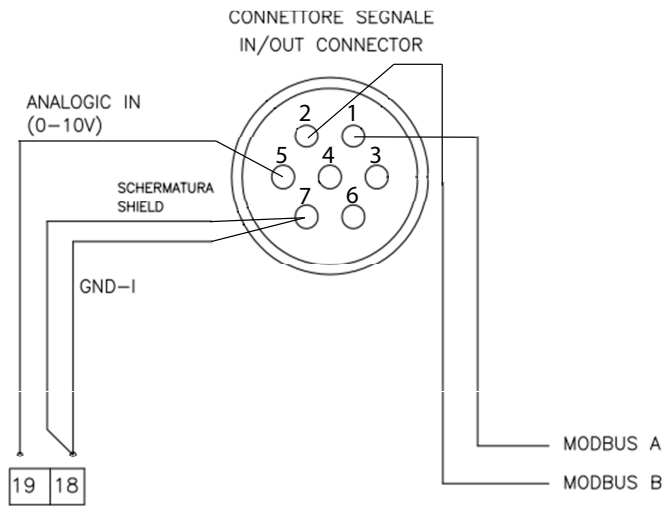 CONNETTORE SEGNALE
IN/OUT CONNECTOR
ANALOGIC IN
(0-10V)
2 1
5 4 3
SCHERMATURA
SHIELD
7 6
GND-I
MODBUS A
MODBUS B
19 18